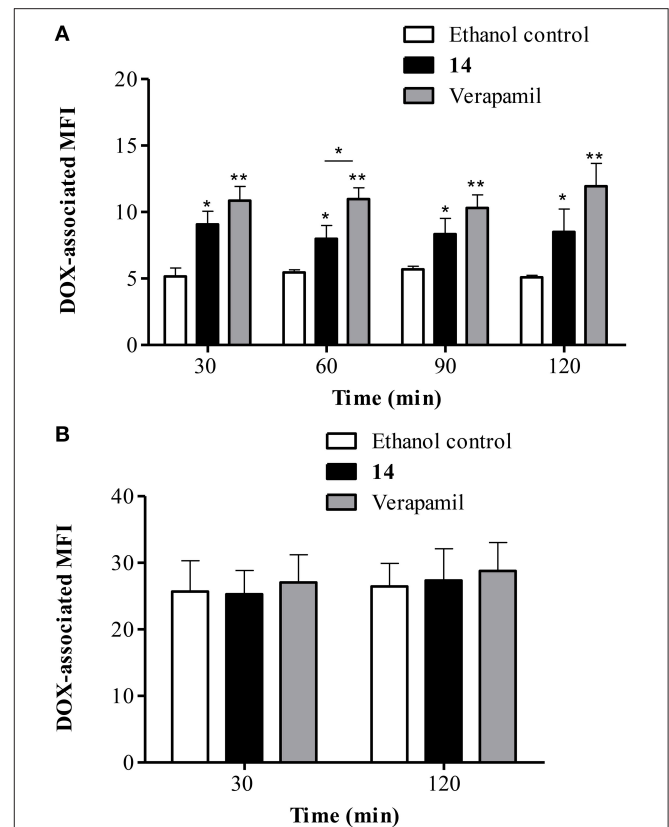 A
Ethanol control
14
Verapamil
DOX-associated MFI
20
15
10
5
0
* ** * * ** * ** * **
30 60 90 120
Time (min)
B
Ethanol control
14
Verapamil
DOX-associated MFI
40
30
20
10
0
30 120
Time (min)